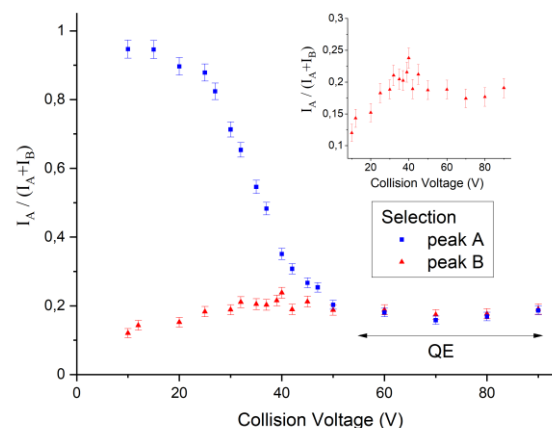 I_A / (I_A+I_B)
1
0,8
0,6
0,4
0,2
0
0 20 40 60 80
Collision Voltage (V)
I_A / (I_A+I_B)
0,3
0,25
0,2
0,15
0,1
20 40 60 80
Collision Voltage (V)
Selection
peak A
peak B
QE